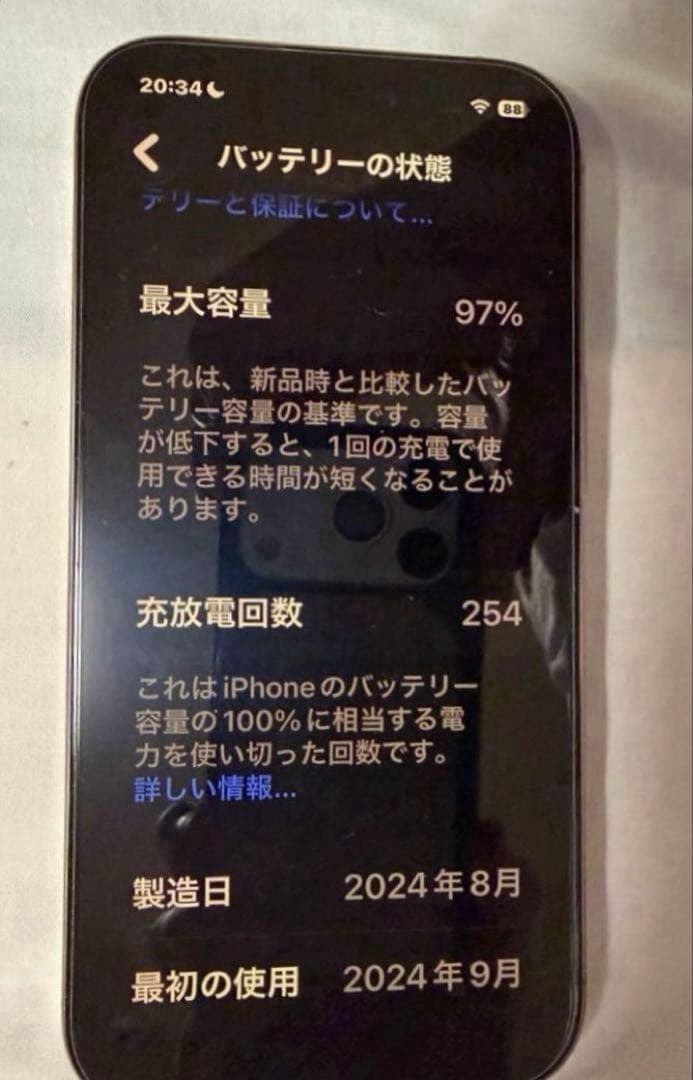 20:34
88
バッテリーの状態
テリーと保証について...
最大容量 97%
これは、新品時と比較したバッ
テリー容量の基準です。容量
が低下すると、1回の充電で使
用できる時間が短くなることが
あります。
充放電回数 254
これはiPhoneのバッテリー
容量の100%に相当する電
力を使い切った回数です。
詳しい情報...
製造日 2024年8月
最初の使用 2024年9月